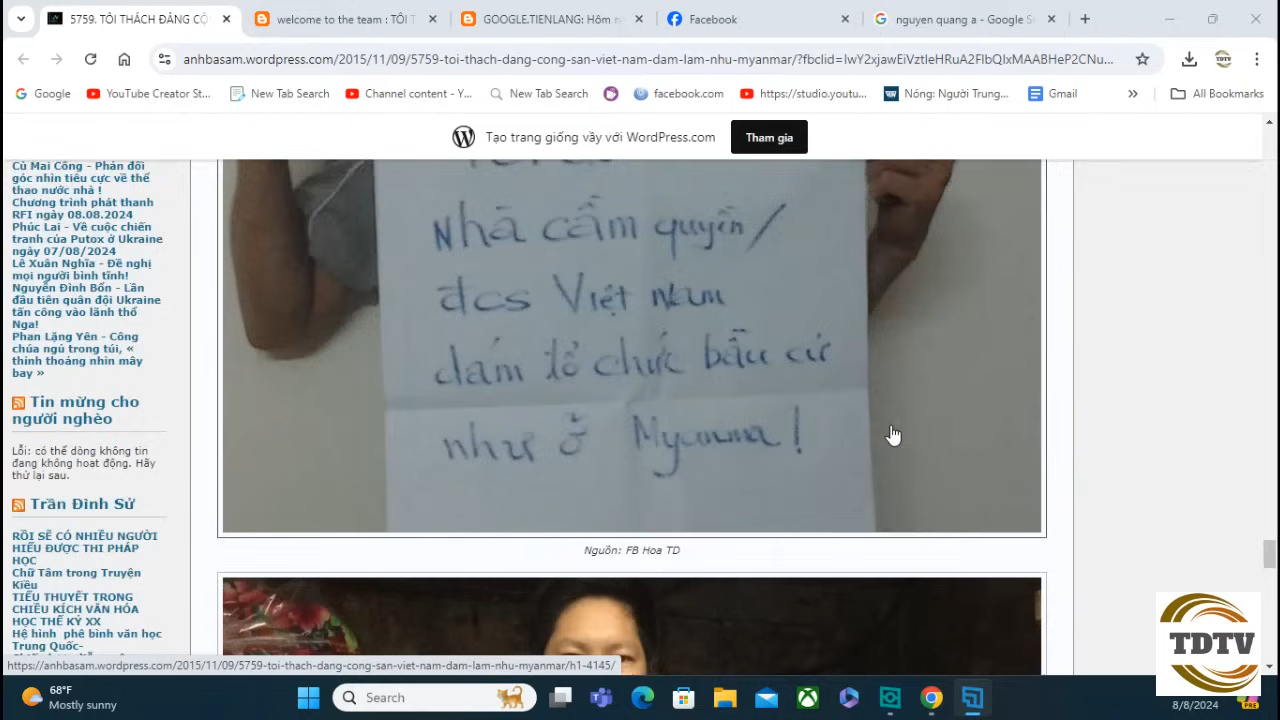 5759. TÔI THÁCH ĐẢNG CỘ
welcome to the team : TÔI T
GOOGLE.TIENLANG: Hôm n
Facebook
nguyen quang a - Google S
anhbasam.wordpress.com/2015/11/09/5759-toi-thach-dang-cong-san-viet-nam-dam-lam-nhu-myanmar/?fbclid=IwY2xjawEiVztleHRuA2FlbQIxMAABHeP2CNu...
TDTV
Google
YouTube Creator St...
New Tab Search
Channel content - Y...
New Tab Search
facebook.com
https://studio.youtu...
Nóng: Người Trung...
Gmail
All Bookmarks
Tạo trang giống vầy với WordPress.com
Tham gia
Cù Mai Công - Phản đối
góc nhìn tiêu cực về thể
thao nước nhà !
Chương trình phát thanh
RFI ngày 08.08.2024
Phúc Lai - Về cuộc chiến
tranh của Putox ở Ukraine
ngày 07/08/2024
Lê Xuân Nghĩa - Đề nghị
mọi người bình tĩnh!
Nguyễn Đình Bổn - Lần
đầu tiên quân đội Ukraine
tấn công vào lãnh thổ
Nga!
Phan Lặng Yên - Công
chúa ngủ trong túi, «
thỉnh thoảng nhìn mây
bay »
Tin mừng cho
người nghèo
Lỗi: có thể dòng không tin
đang không hoạt động. Hãy
thử lại sau.
Trần Đình Sử
RỒI SẼ CÓ NHIỀU NGƯỜI
HIỂU ĐƯỢC THI PHÁP
HỌC
Chữ Tâm trong Truyện
Kiều
TIỂU THUYẾT TRONG
CHIỀU KÍCH VĂN HÓA
HỌC THẾ KỶ XX
Hệ hình phê bình văn học
Trung Quốc-
Nhà cầm quyền/
đcs Việt nam
dám tổ chức bầu cử
như ở Myanma!
Nguồn: FB Hoa TD
https://anhbasam.wordpress.com/2015/11/09/5759-toi-thach-dang-cong-san-viet-nam-dam-lam-nhu-myanmar/h1-4145/
TDTV
68°F
Mostly sunny
Search
8/8/2024
PRE